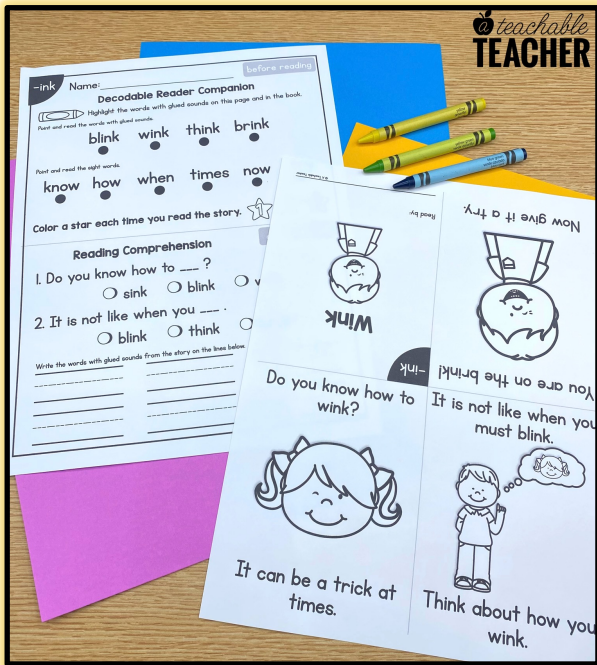 a teachable
TEACHER
-ink
Name:
before reading
Decodable Reader Companion
Highlight the words with glued sounds on this page and in the book.
Point and read the words with glued sounds.
blink wink think brink
Point and read the sight words.
know how when times now
Color a star each time you read the story.
1
Reading Comprehension
1. Do you know how to ___ ?
sink blink
2. It is not like when you ___ .
blink think
Write the words with glued sounds from the story on the lines below.
Read by:
Wink
-ink
Now give it a try.
You are on the brink!
Do you know how to
wink?
It can be a trick at
times.
It is not like when you
must blink.
Think about how you
wink.